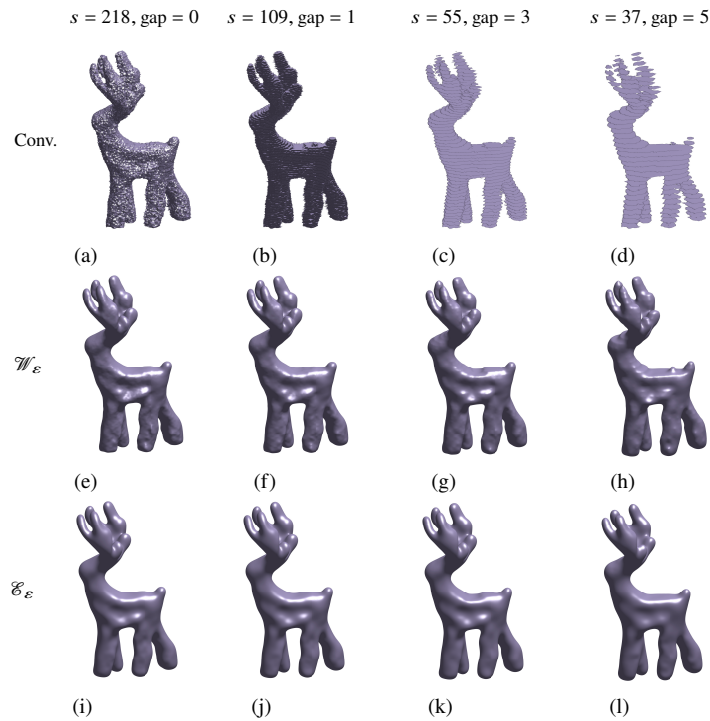 s = 218, gap = 0 s = 109, gap = 1 s = 55, gap = 3 s = 37, gap = 5
Conv.
(a) (b) (c) (d)
𝒲ε
(e) (f) (g) (h)
ℰε
(i) (j) (k) (l)